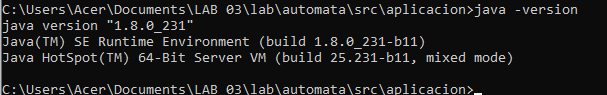 C:\Users\Acer\Documents\LAB 03\lab\automata\src\aplicacion>java -version
java version "1.8.0_231"
Java(TM) SE Runtime Environment (build 1.8.0_231-b11)
Java HotSpot(TM) 64-Bit Server VM (build 25.231-b11, mixed mode)
C:\Users\Acer\Documents\LAB 03\lab\automata\src\aplicacion>_